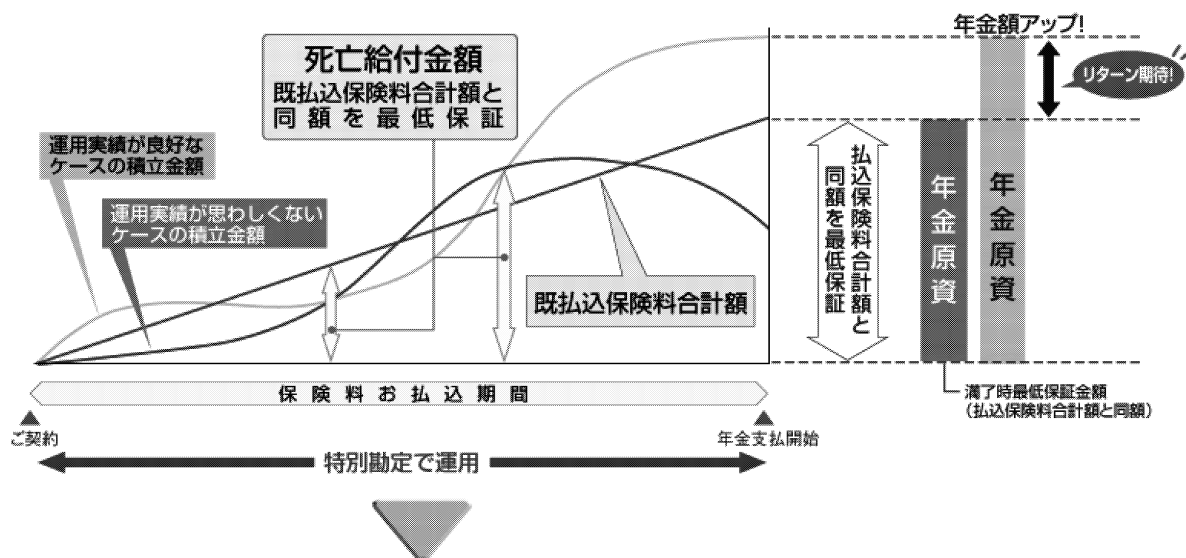 年金額アップ!
リターン期待!
死亡給付金額
既払込保険料合計額と
同額を最低保証
運用実績が良好な
ケースの積立金額
運用実績が思わしくない
ケースの積立金額
既払込保険料合計額
払込保険料合計額と
同額を最低保証
年金原資
年金原資
保険料お払込期間
満了時最低保証金額
(払込保険料合計額と同額)
ご契約
年金支払開始
特別勘定で運用